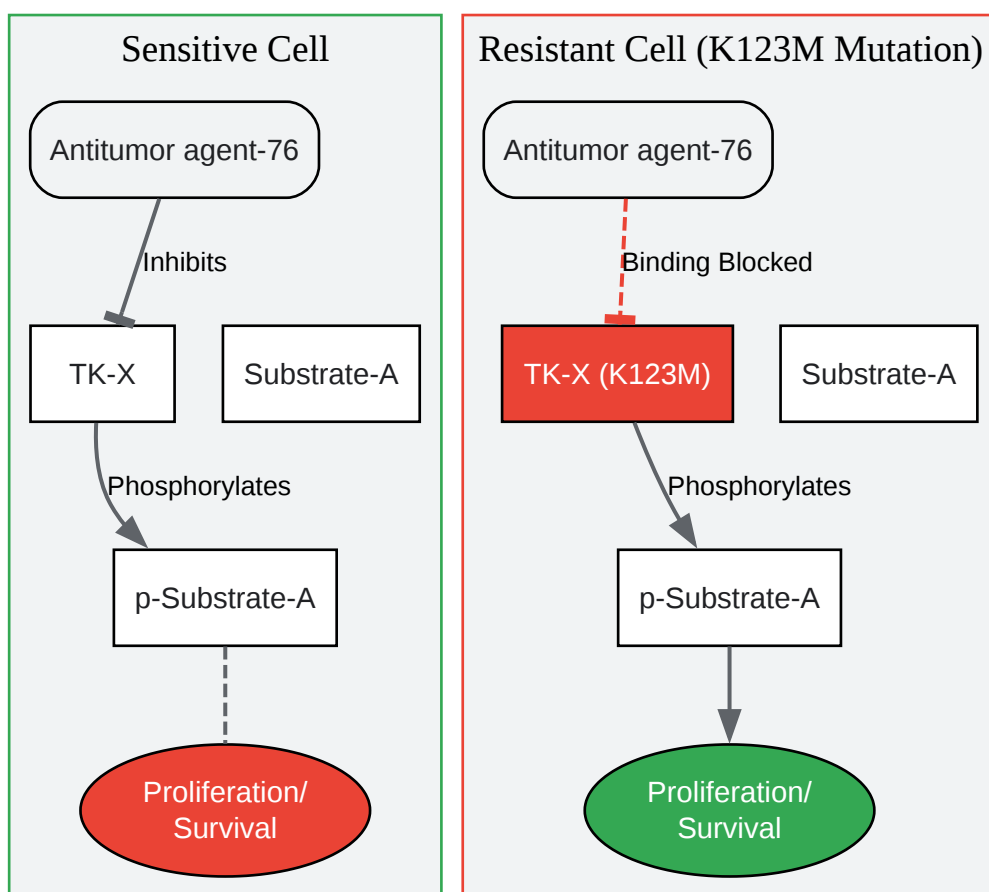 Sensitive Cell
Antitumor agent-76
Inhibits
TK-X
Substrate-A
Phosphorylates
p-Substrate-A
Proliferation/
Survival
Resistant Cell (K123M Mutation)
Antitumor agent-76
Binding Blocked
TK-X (K123M)
Substrate-A
Phosphorylates
p-Substrate-A
Proliferation/
Survival